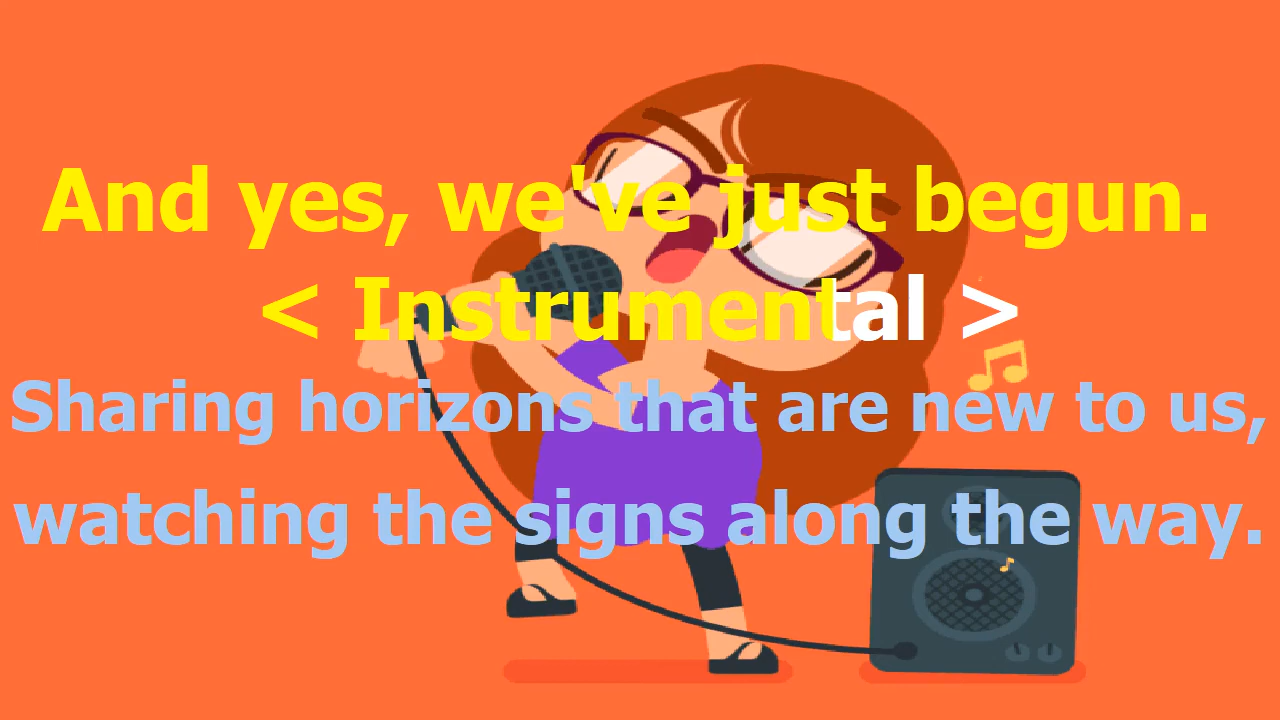 And yes, we've just begun.
< Instrumental >
Sharing horizons that are new to us,
watching the signs along the way.